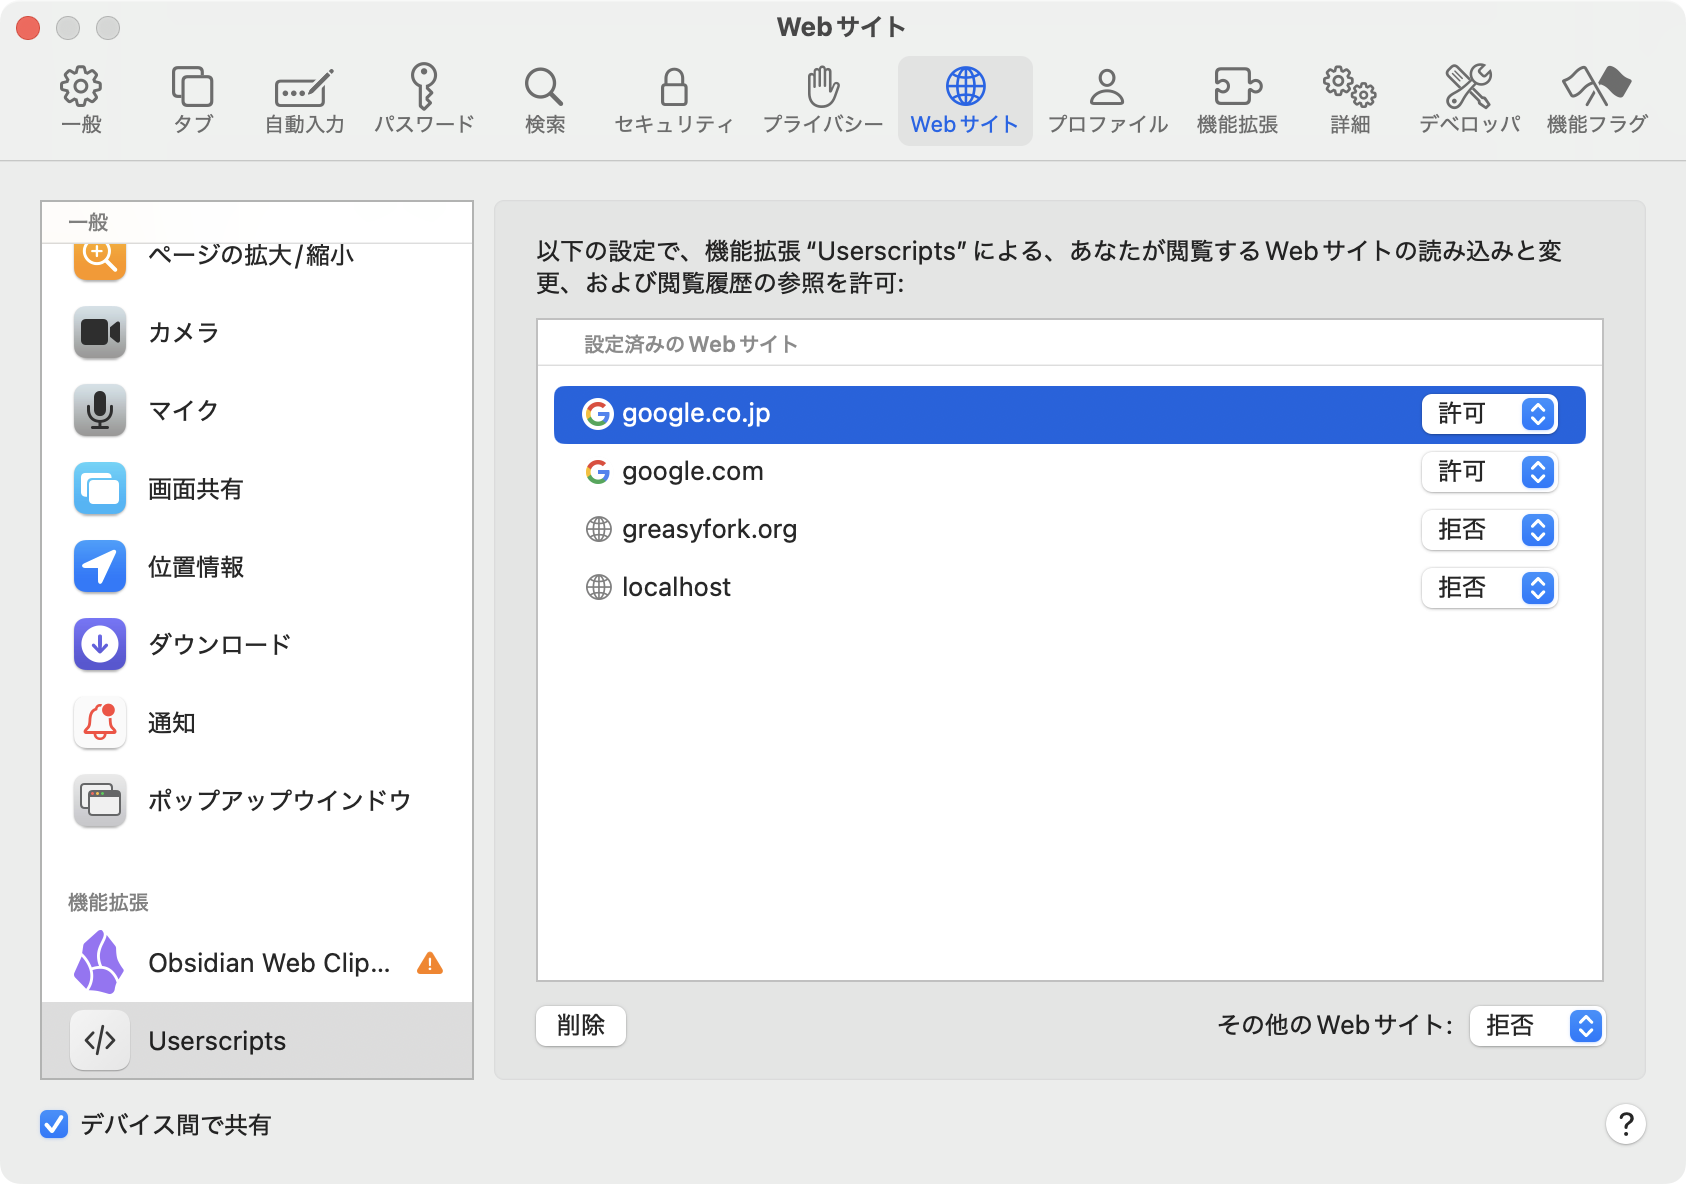 Webサイト
一般
タブ
自動入力
パスワード
検索
セキュリティ
プライバシー
Webサイト
プロファイル
機能拡張
詳細
デベロッパ
機能フラグ
一般
ページの拡大/縮小
カメラ
マイク
画面共有
位置情報
ダウンロード
通知
ポップアップウインドウ
機能拡張
Obsidian Web Clip...
Userscripts
以下の設定で、機能拡張“Userscripts”による、あなたが閲覧するWebサイトの読み込みと変
更、および閲覧履歴の参照を許可:
設定済みのWebサイト
google.co.jp 許可
google.com 許可
greasyfork.org 拒否
localhost 拒否
削除
その他のWebサイト: 拒否
デバイス間で共有
?